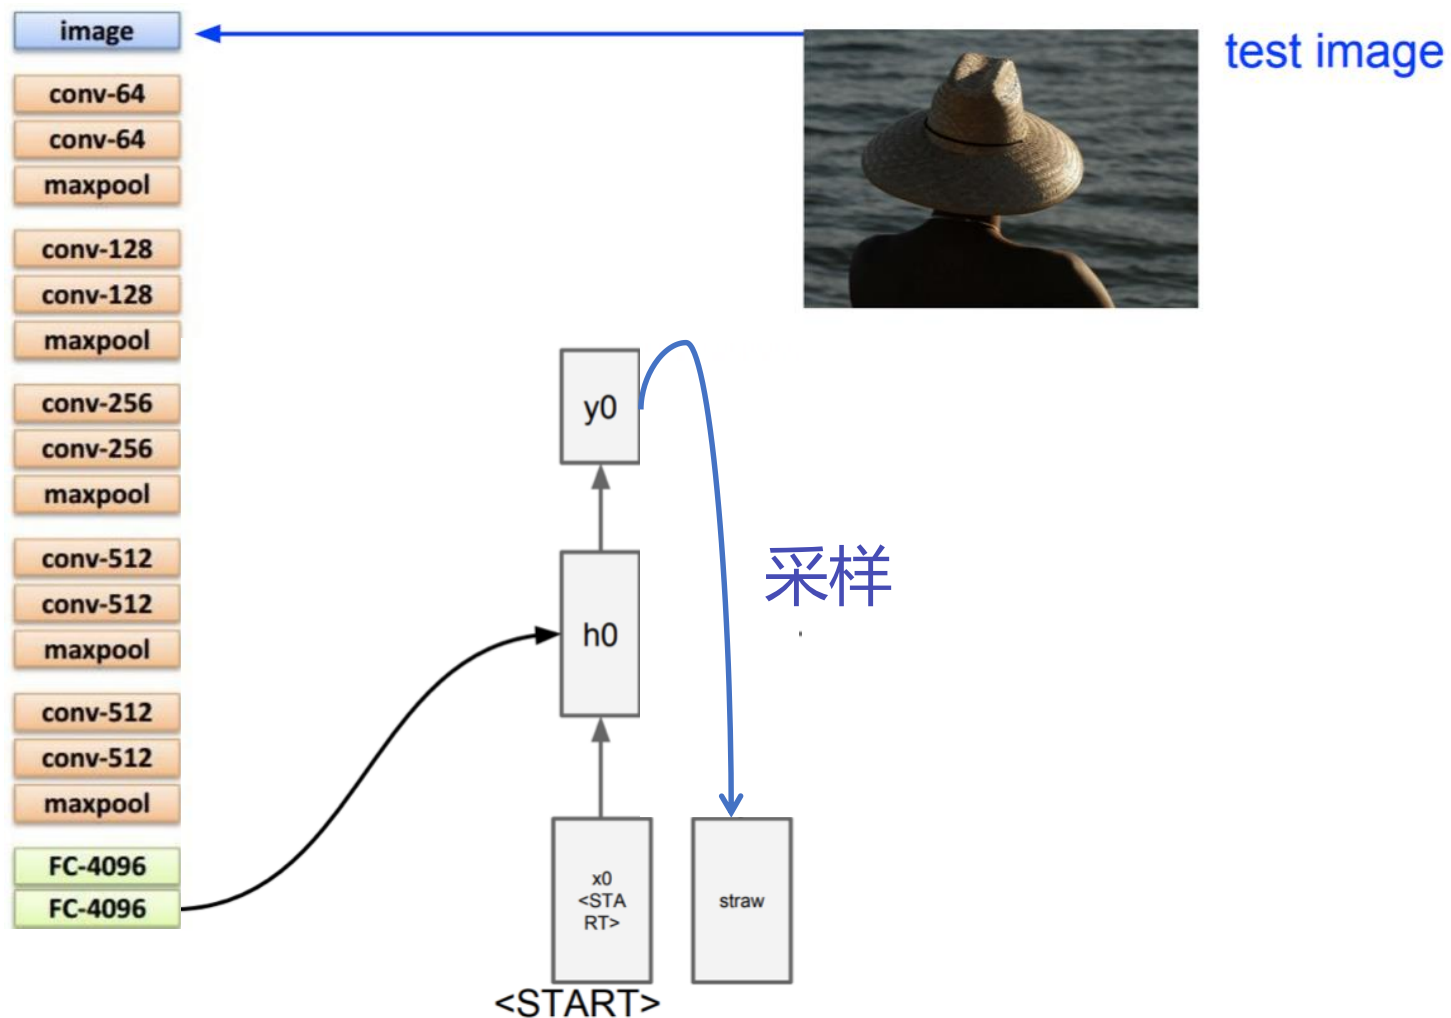 image
conv-64
conv-64
maxpool
conv-128
conv-128
maxpool
conv-256
conv-256
maxpool
conv-512
conv-512
maxpool
conv-512
conv-512
maxpool
FC-4096
FC-4096
test image
y0
采样
h0
x0
<STA
RT>
straw
<START>